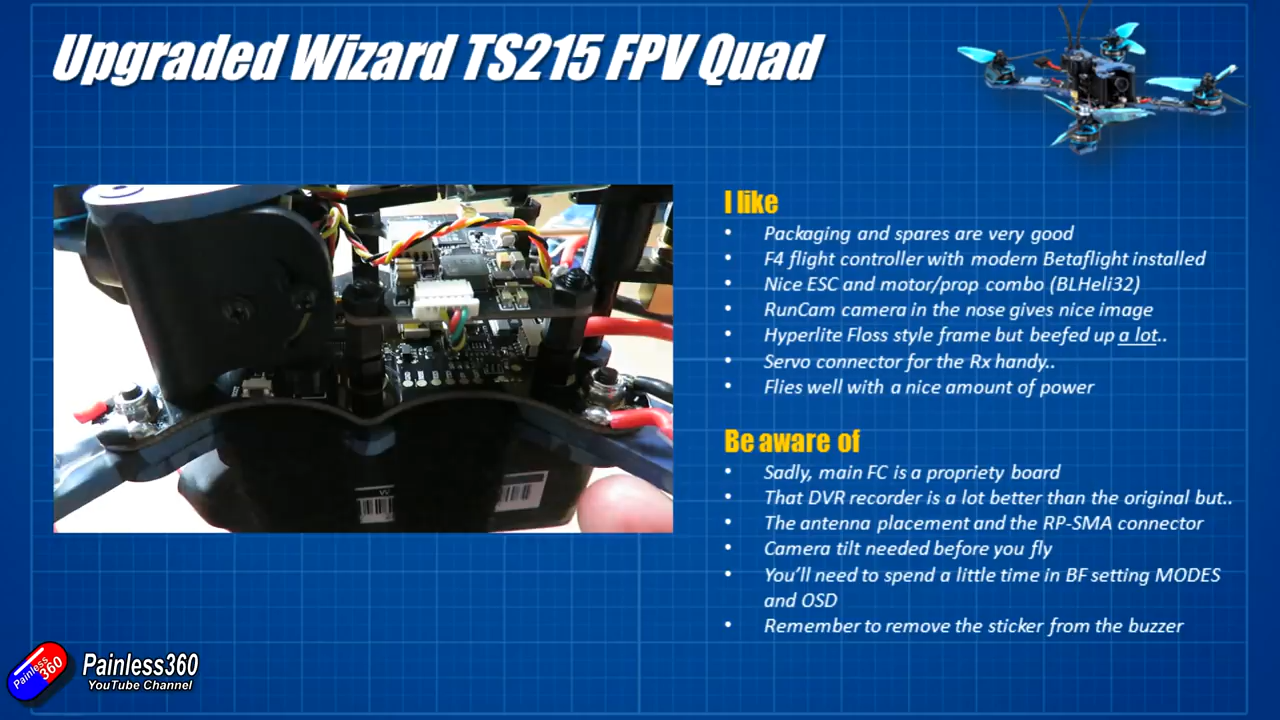 Upgraded Wizard TS215 FPV Quad
I like
• Packaging and spares are very good
• F4 flight controller with modern Betaflight installed
• Nice ESC and motor/prop combo (BLHeli32)
• RunCam camera in the nose gives nice image
• Hyperlite Floss style frame but beefed up a lot..
• Servo connector for the Rx handy..
• Flies well with a nice amount of power
Be aware of
• Sadly, main FC is a propriety board
• That DVR recorder is a lot better than the original but..
• The antenna placement and the RP-SMA connector
• Camera tilt needed before you fly
• You'll need to spend a little time in BF setting MODES
and OSD
• Remember to remove the sticker from the buzzer
Painless
360
Painless360
YouTube Channel